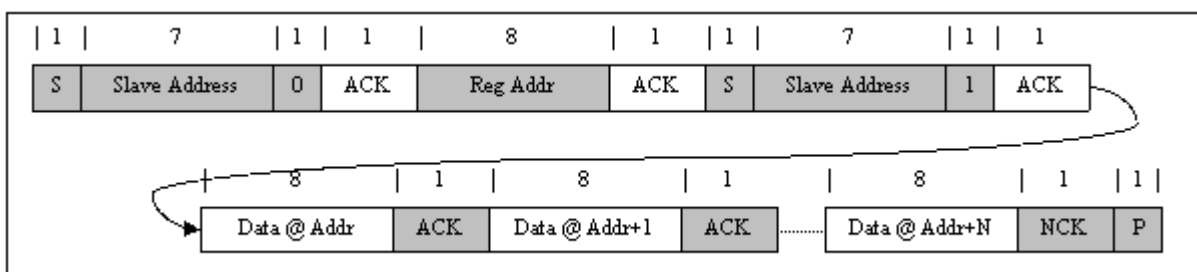 | 1 | 7 | 1 | 1 | 8 | 1 | 1 | 7 | 1 | 1
S Slave Address 0 ACK Reg Addr ACK S Slave Address 1 ACK
| 8 | 1 | 8 | 1 | 8 | 1 | 1 |
Data @ Addr ACK Data @ Addr+1 ACK ........... Data @ Addr+N NCK P